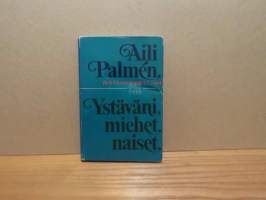 Aili
Palmén,
Ystäväni,
miehet,
naiset,